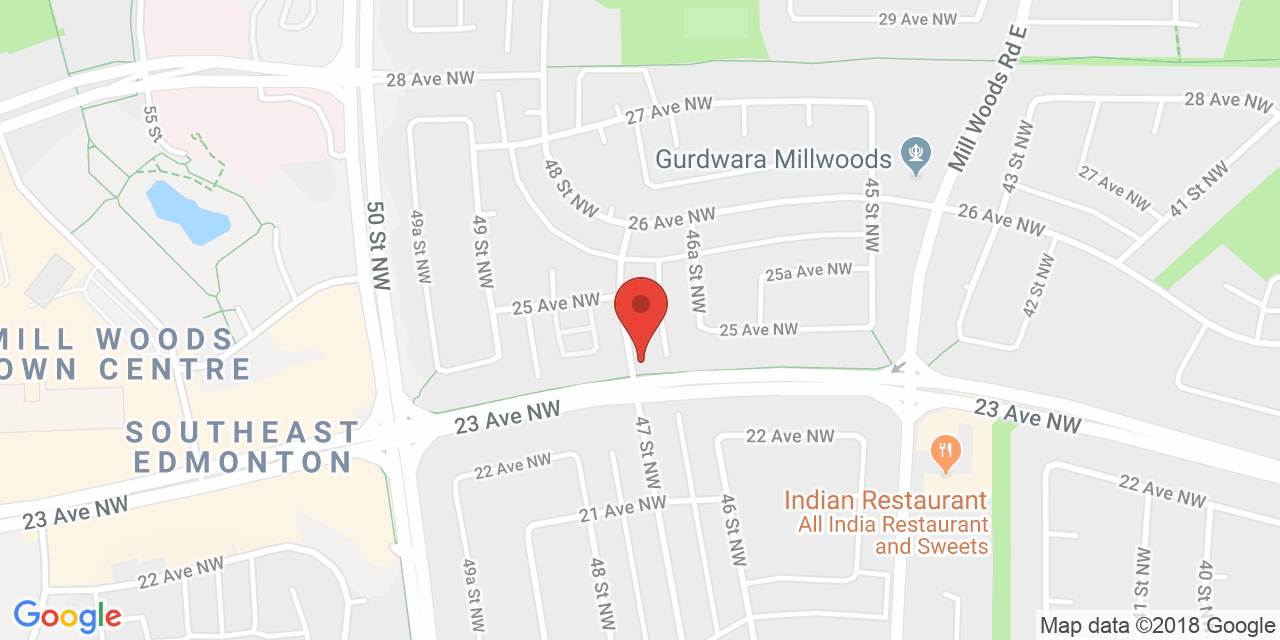 29 Ave NW
28 Ave NW
Mill Woods Rd E
28 Ave NW
27 Ave NW
55 St
Gurdwara Millwoods
43 St NW
27 Ave NW
41 St NW
48 St NW
45 St NW
50 St NW
49a St NW
49 St NW
26 Ave NW
26 Ave NW
46a St NW
25a Ave NW
42 St NW
25 Ave NW
25 Ave NW
MILL WOODS
OWN CENTRE
23 Ave NW
23 Ave NW
SOUTHEAST
EDMONTON
47 St NW
22 Ave NW
22 Ave NW
22 Ave NW
Indian Restaurant
All India Restaurant
and Sweets
23 Ave NW
21 Ave NW
46 St NW
22 Ave NW
49a St NW
48 St NW
1 St NW
40 St NW
Google
Map data ©2018 Google